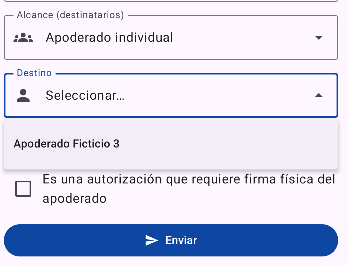 Alcance (destinatarios)
Apoderado individual
Destino
Seleccionar...
Apoderado Ficticio 3
Es una autorización que requiere firma física del
apoderado
Enviar